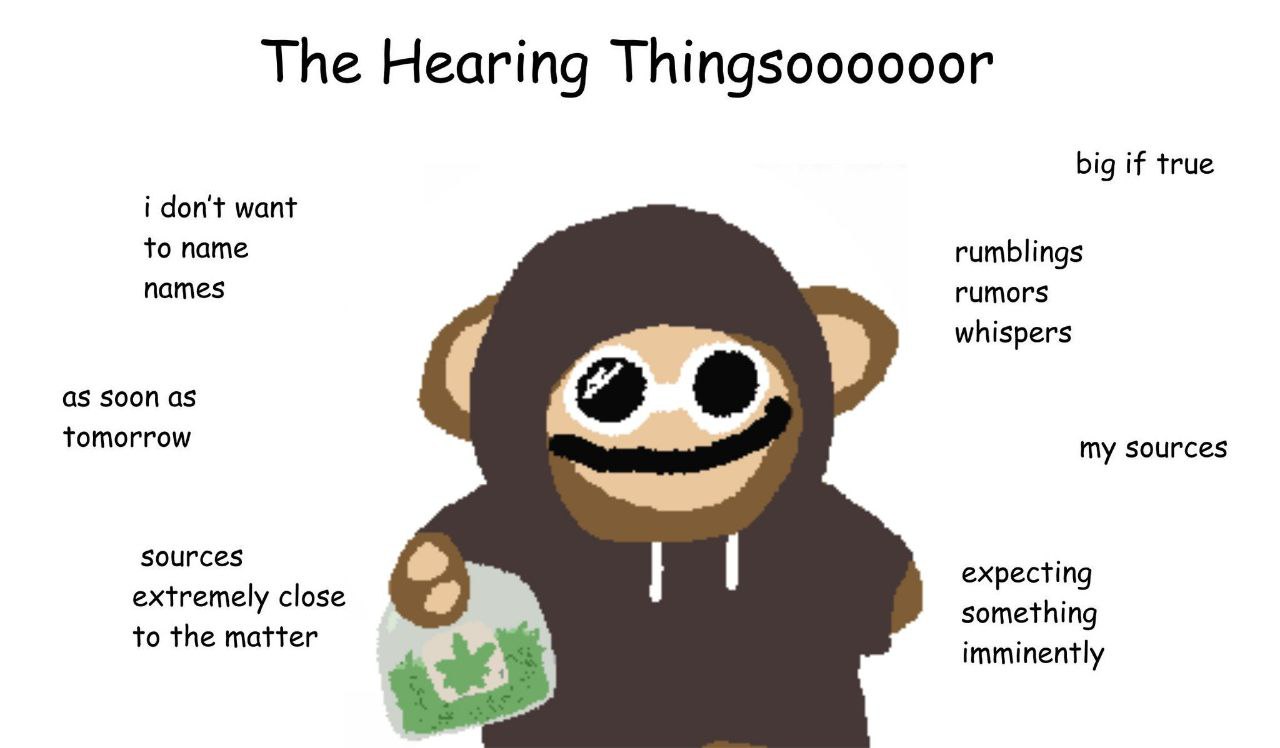 The Hearing Thingsoooooor
big if true
i don't want
to name
names
rumblings
rumors
whispers
as soon as
tomorrow
my sources
sources
extremely close
to the matter
expecting
something
imminently